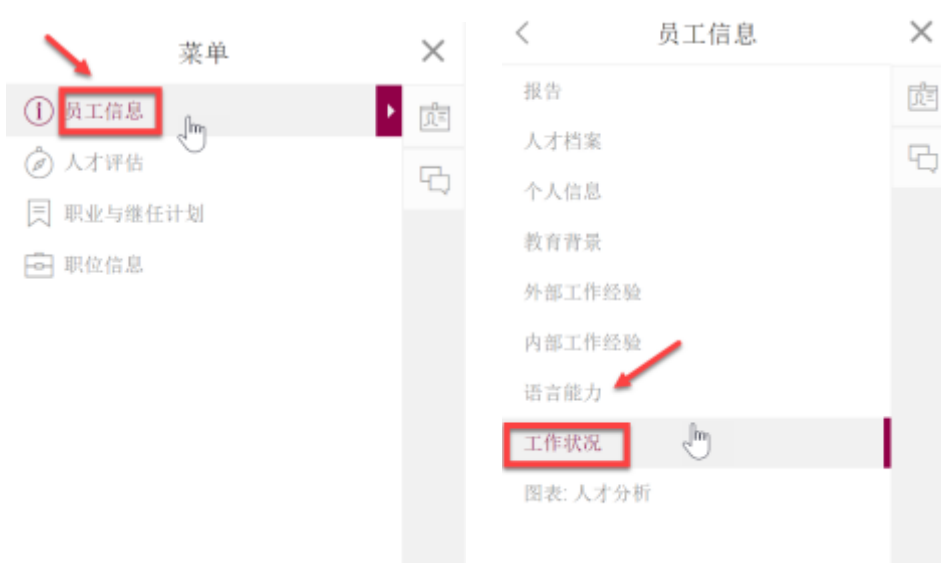 菜单
员工信息
人才评估
职业与继任计划
职位信息
员工信息
报告
人才档案
个人信息
教育背景
外部工作经验
内部工作经验
语言能力
工作状况
图表: 人才分析